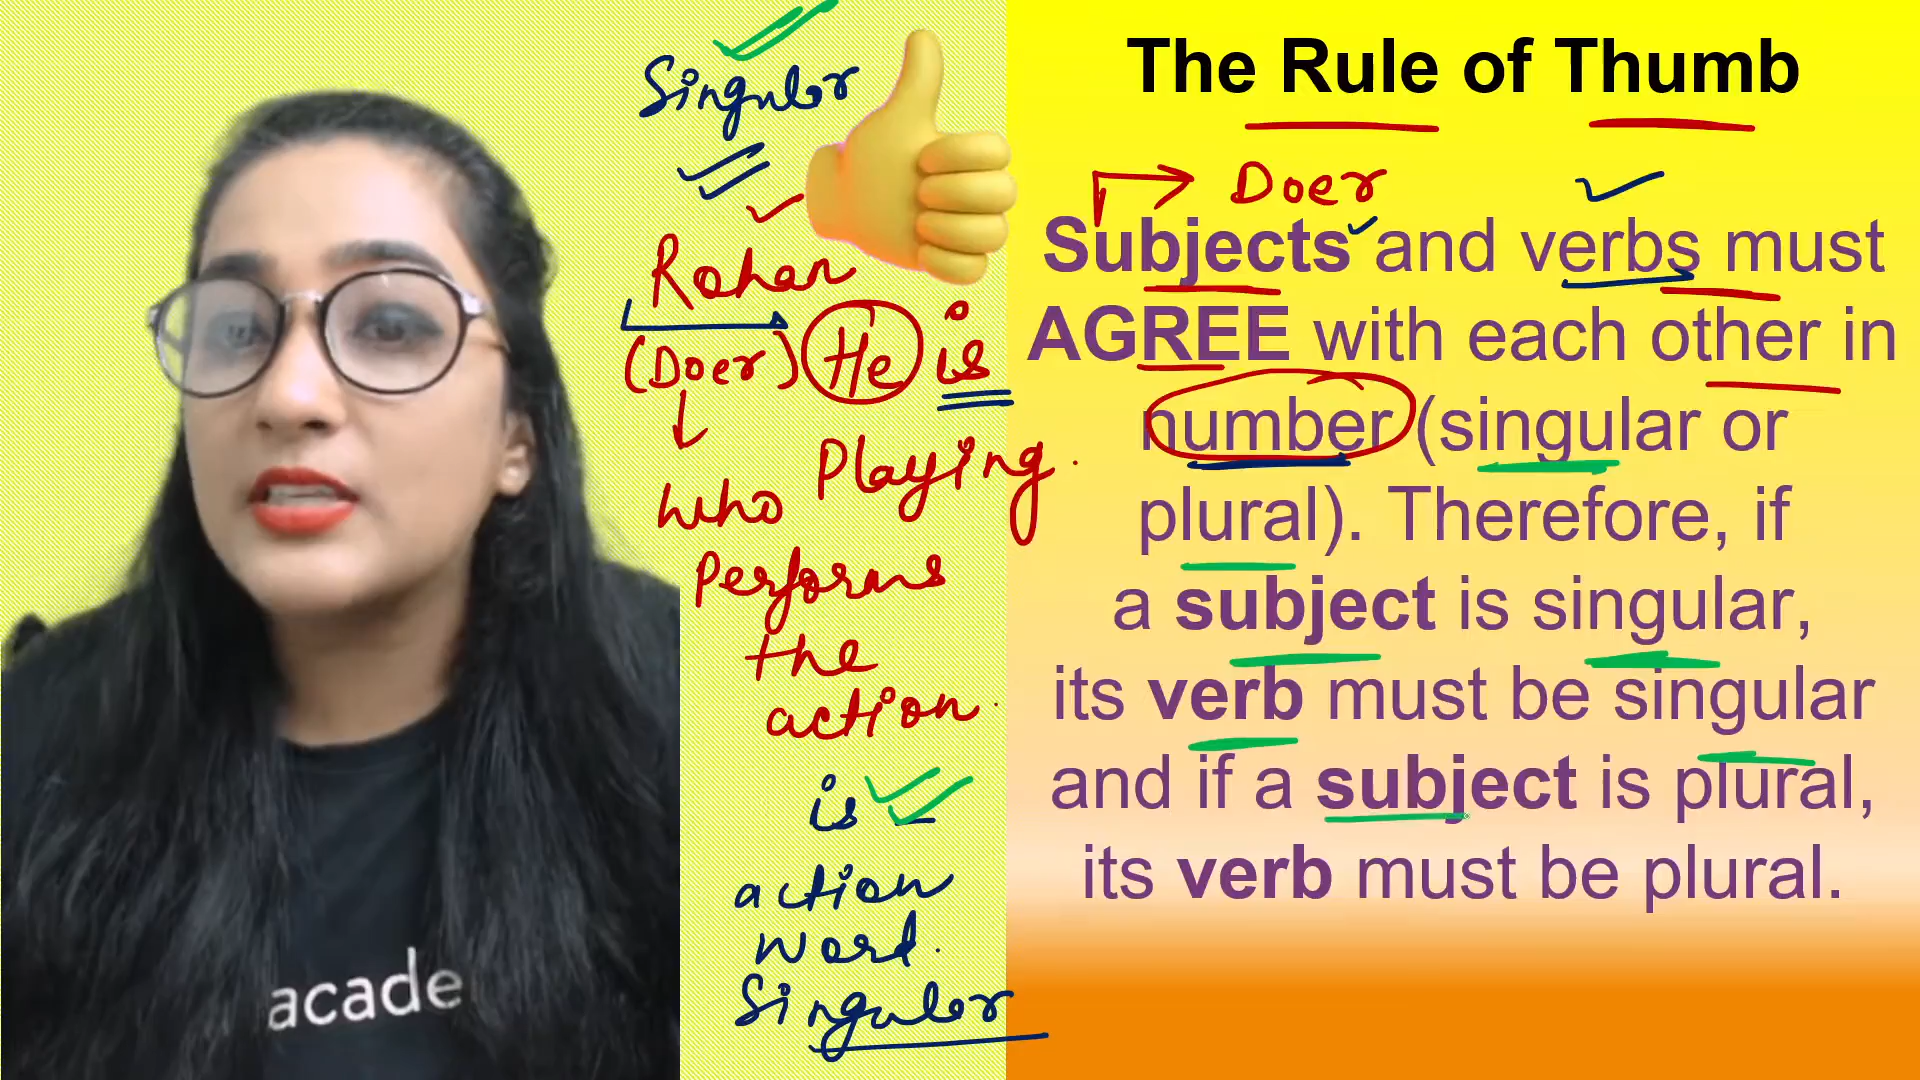 Singular
Rohan
(Doer) He is
Playing.
who
Performs
the
action.
is
action
word.
Singular
acade
The Rule of Thumb
Doer
Subjects and verbs must
AGREE with each other in
number (singular or
plural). Therefore, if
a subject is singular,
its verb must be singular
and if a subject is plural,
its verb must be plural.